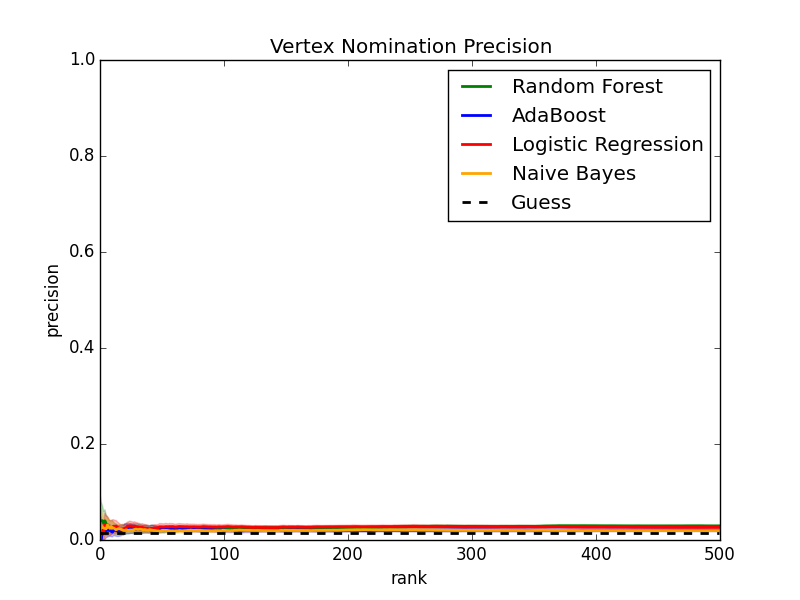 Vertex Nomination Precision
1.0
0.8
0.6
0.4
0.2
0.0
precision
Random Forest
AdaBoost
Logistic Regression
Naive Bayes
Guess
0 100 200 300 400 500
rank